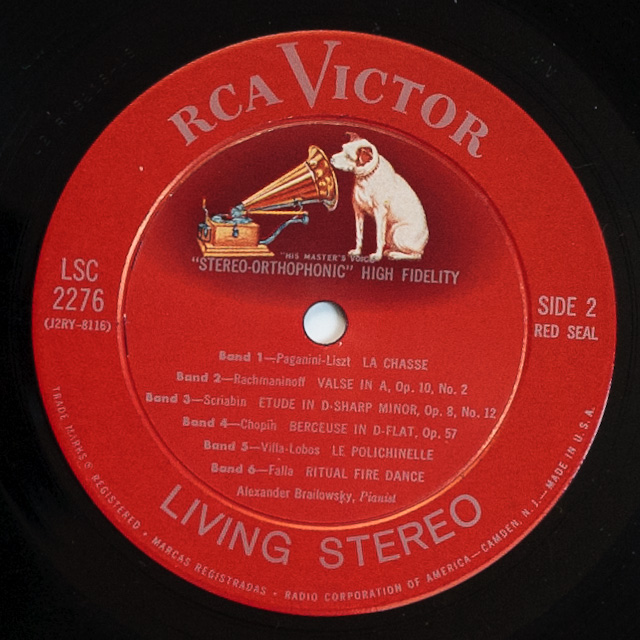 RCA VICTOR
"HIS MASTER'S VOICE"
"STEREO-ORTHOPHONIC" HIGH FIDELITY
LSC
2276
(J2RY-8116)
SIDE 2
RED SEAL
Band 1—Paganini-Liszt LA CHASSE
Band 2—Rachmaninoff VALSE IN A, Op. 10, No. 2
Band 3—Scriabin ETUDE IN D-SHARP MINOR, Op. 8, No. 12
Band 4—Chopin BERCEUSE IN D-FLAT, Op. 57
Band 5—Villa-Lobos LE POLICHINELLE
Band 6—Falla RITUAL FIRE DANCE
Alexander Brailowsky, Pianist
LIVING STEREO
TRADE MARKS ® REGISTERED • MARCAS REGISTRADAS • RADIO CORPORATION OF AMERICA—CAMDEN, N. J.—MADE IN U.S.A.